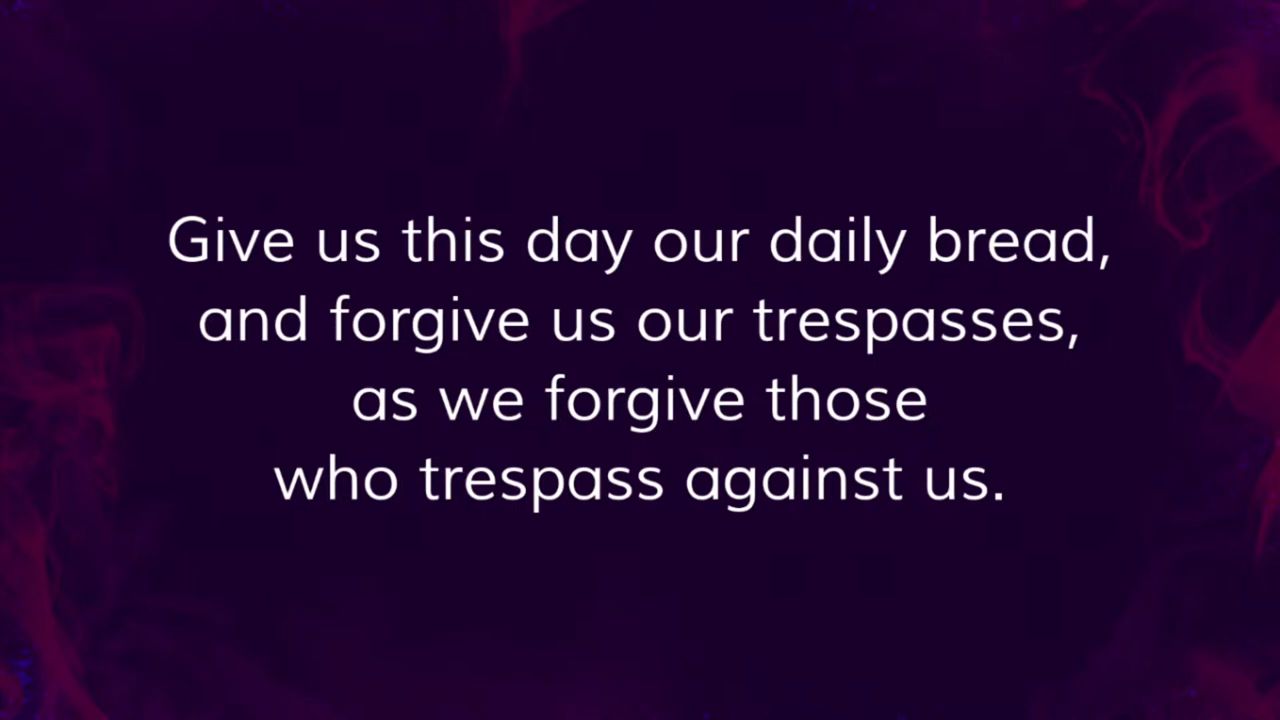 Give us this day our daily bread,
and forgive us our trespasses,
as we forgive those
who trespass against us.